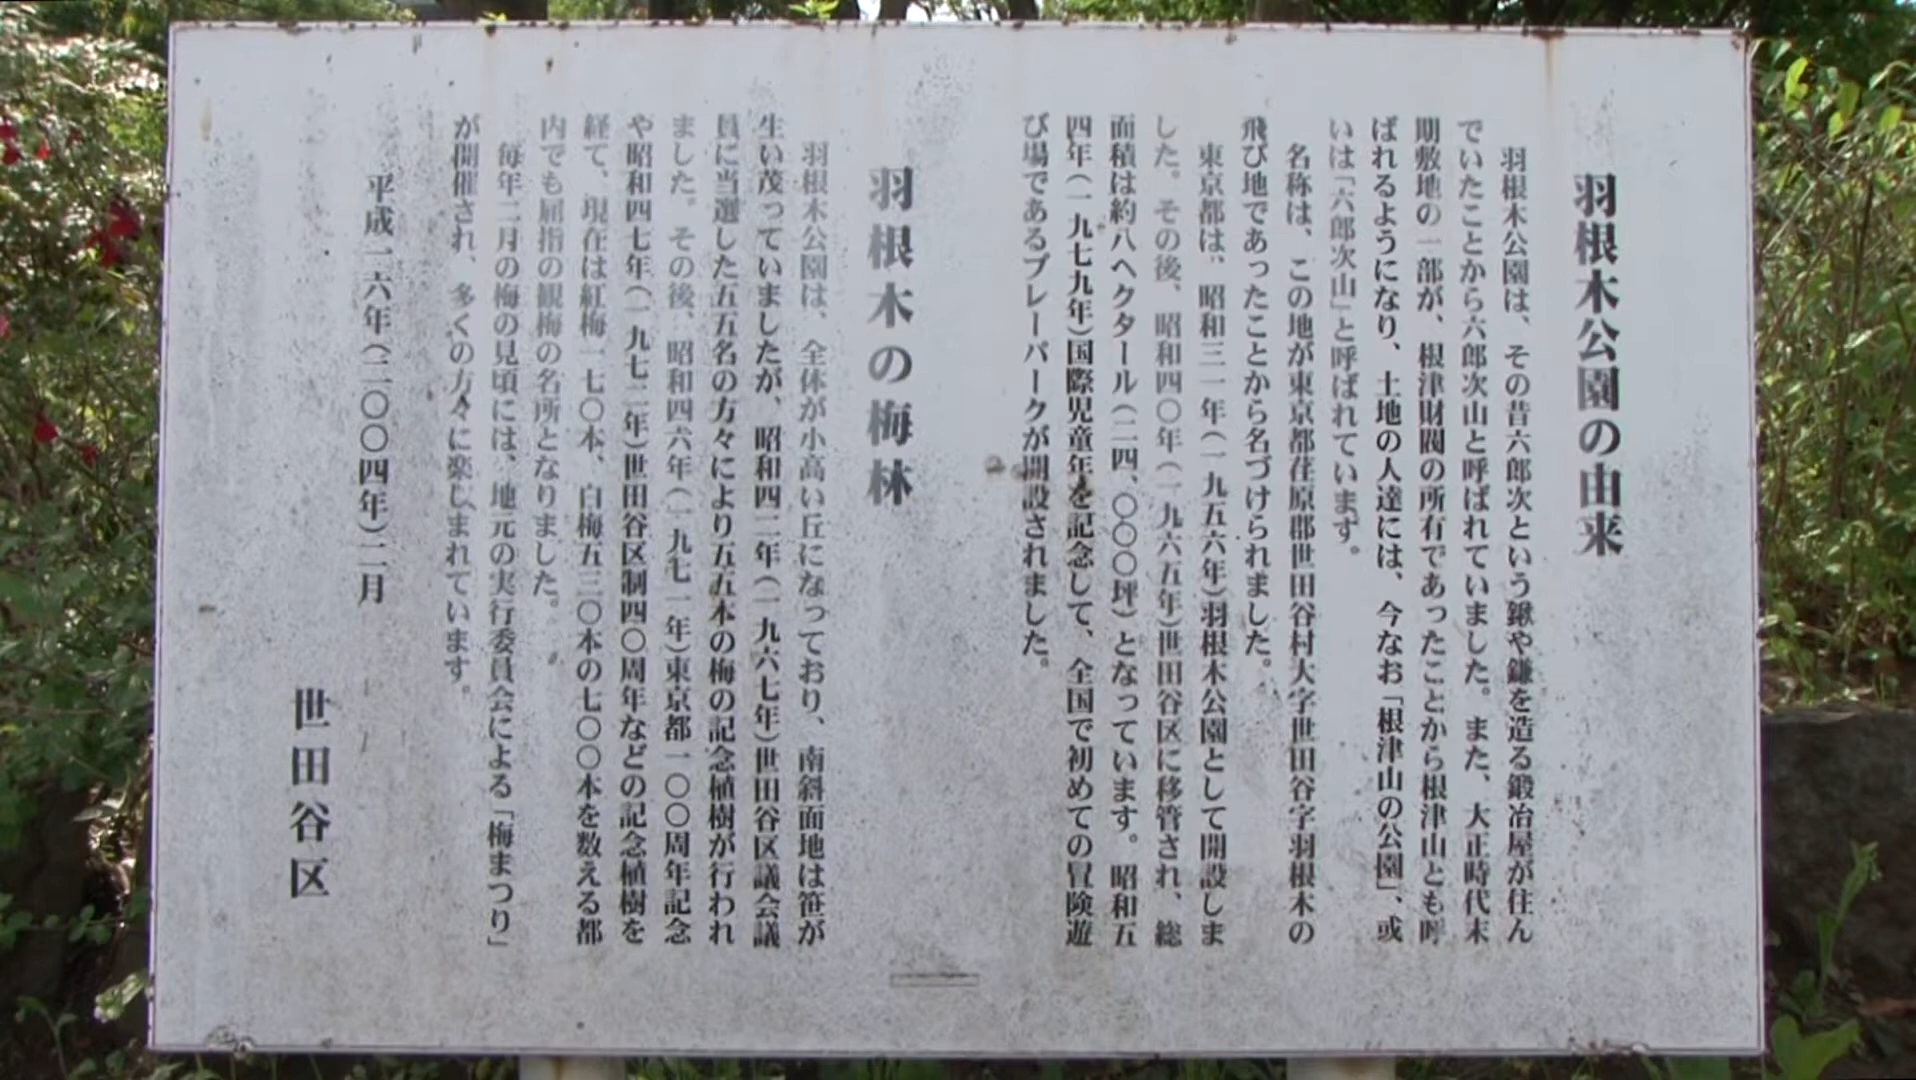 羽根木公園の由来
羽根木公園は、その昔六郎次という鍬や鎌を造る鍛冶屋が住ん
でいたことから六郎次山と呼ばれていました。また、大正時代末
期敷地の一部が、根津財閥の所有であったことから根津山とも呼
ばれるようになり、土地の人達には、今なお「根津山の公園」、或
いは「六郎次山」と呼ばれています。
名称は、この地が東京都荏原郡世田谷村大字世田谷字羽根木の
飛び地であったことから名づけられました。
東京都は、昭和三一年(一九五六年)羽根木公園として開設しま
した。その後、昭和四〇年(一九六五年)世田谷区に移管され、総
面積は約八ヘクタール(二四、〇〇〇坪)となっています。昭和五
四年(一九七九年)国際児童年を記念して、全国で初めての冒険遊
び場であるプレーパークが開設されました。
羽根木の梅林
羽根木公園は、全体が小高い丘になっており、南斜面地は笹が
生い茂っていましたが、昭和四二年(一九六七年)世田谷区議会議
員に当選した五五名の方々により五五本の梅の記念植樹が行われ
ました。その後、昭和四六年(一九七一年)東京都一〇〇周年記念
や昭和四七年(一九七二年)世田谷区制四〇周年などの記念植樹を
経て、現在は紅梅一七〇本、白梅五三〇本の七〇〇本を数える都
内でも屈指の観梅の名所となりました。
毎年二月の梅の見頃には、地元の実行委員会による「梅まつり」
が開催され、多くの方々に楽しまれています。
平成一六年(二〇〇四年)二月
世田谷区